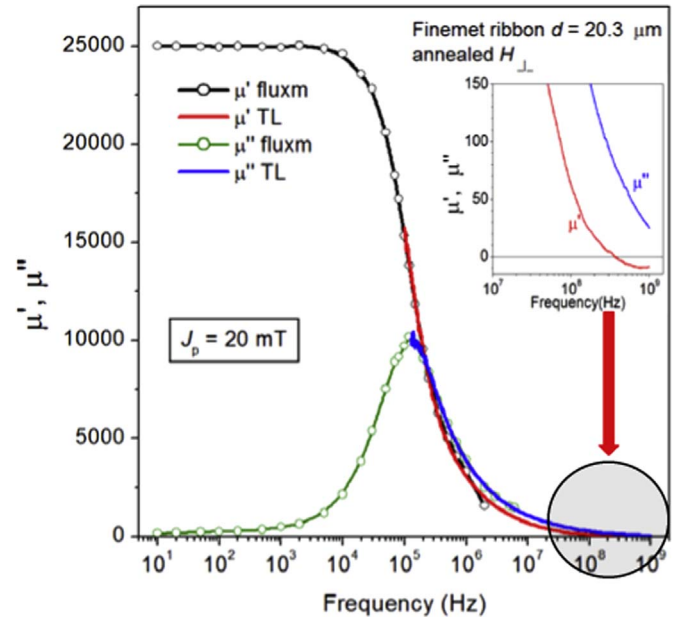 Finemet ribbon d = 20.3 μm
annealed H_⊥
25000
20000
15000
10000
5000
0
μ', μ"
μ' fluxm
μ' TL
μ" fluxm
μ" TL
Jp = 20 mT
150
100
50
0
μ', μ"
μ"
μ'
10⁷ 10⁸ 10⁹
Frequency(Hz)
10¹ 10² 10³ 10⁴ 10⁵ 10⁶ 10⁷ 10⁸ 10⁹
Frequency (Hz)